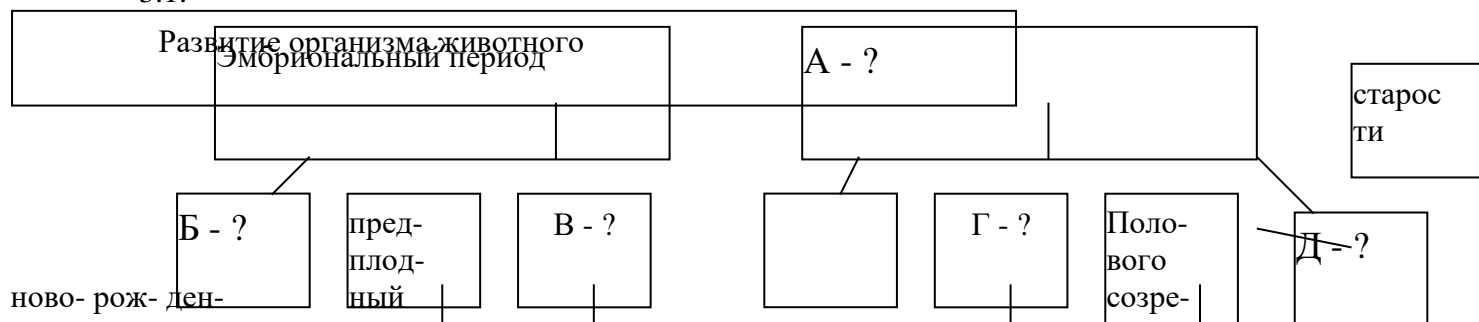 Развитие организма животного
Эмбриональный период
А - ?
старос
ти
Б - ?
пред-
плод-
ный
В - ?
Г - ?
Поло-
вого
созре-
Д - ?
ново- рож- ден-